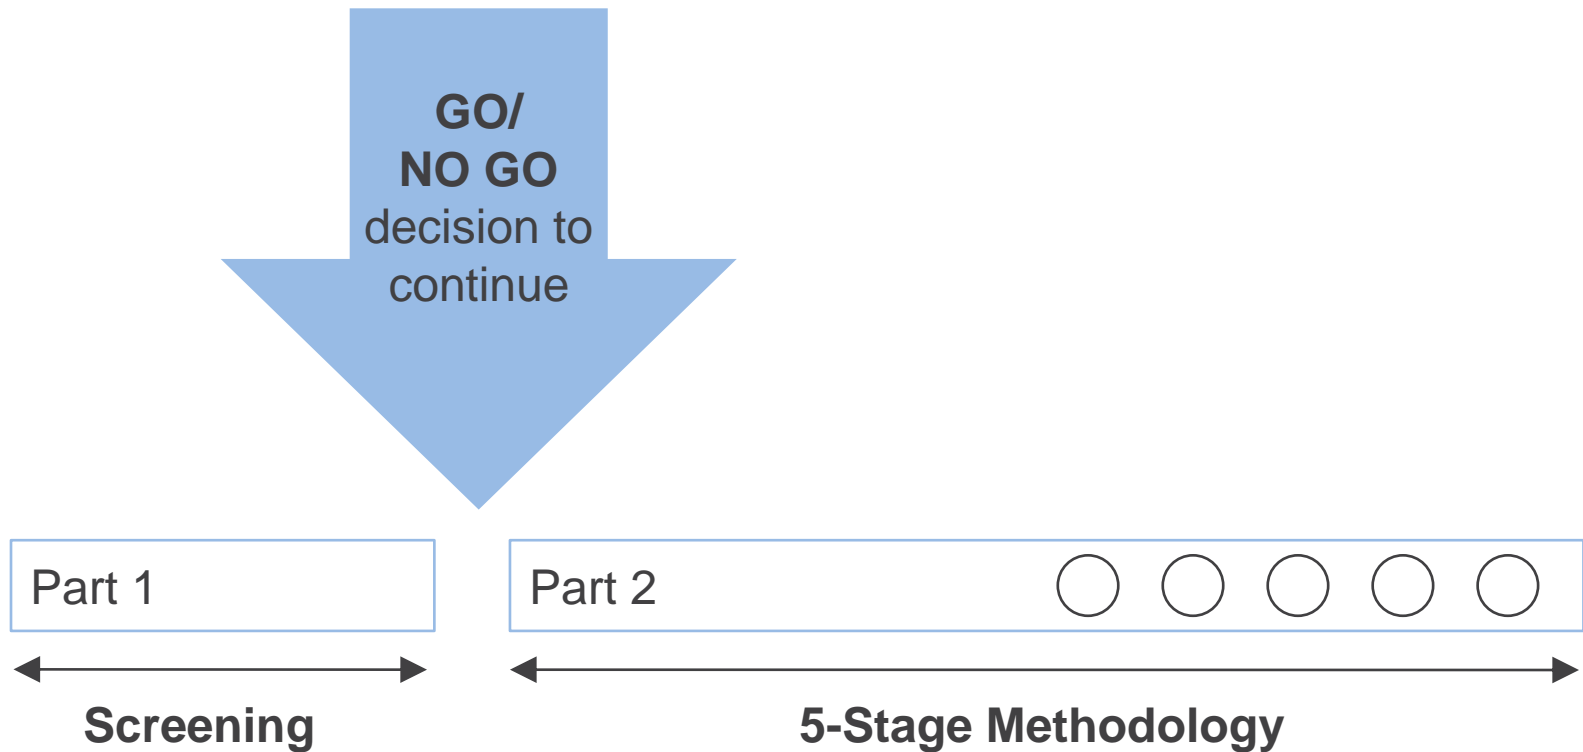 GO/
NO GO
decision to
continue
Part 1
Part 2
Screening
5-Stage Methodology